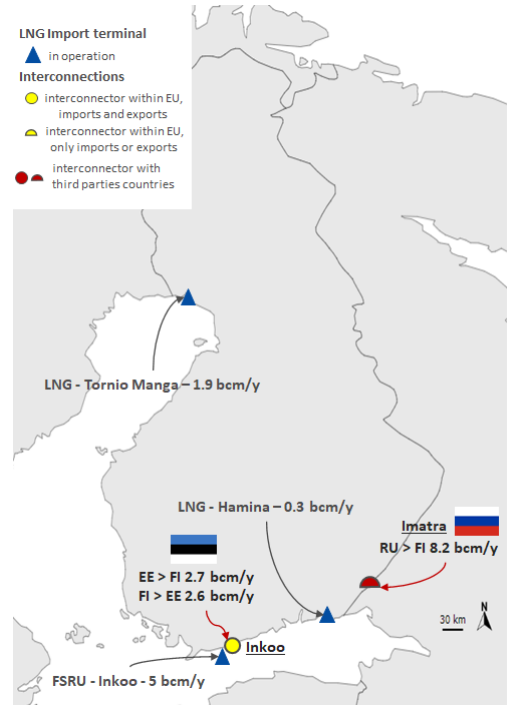 LNG Import terminal
in operation
Interconnections
interconnector within EU,
imports and exports
interconnector within EU,
only imports or exports
interconnector with
third parties countries
LNG - Tornio Manga – 1.9 bcm/y
LNG - Hamina – 0.3 bcm/y
Imatra
RU > FI 8.2 bcm/y
EE > FI 2.7 bcm/y
FI > EE 2.6 bcm/y
N
30 km
Inkoo
FSRU - Inkoo - 5 bcm/y